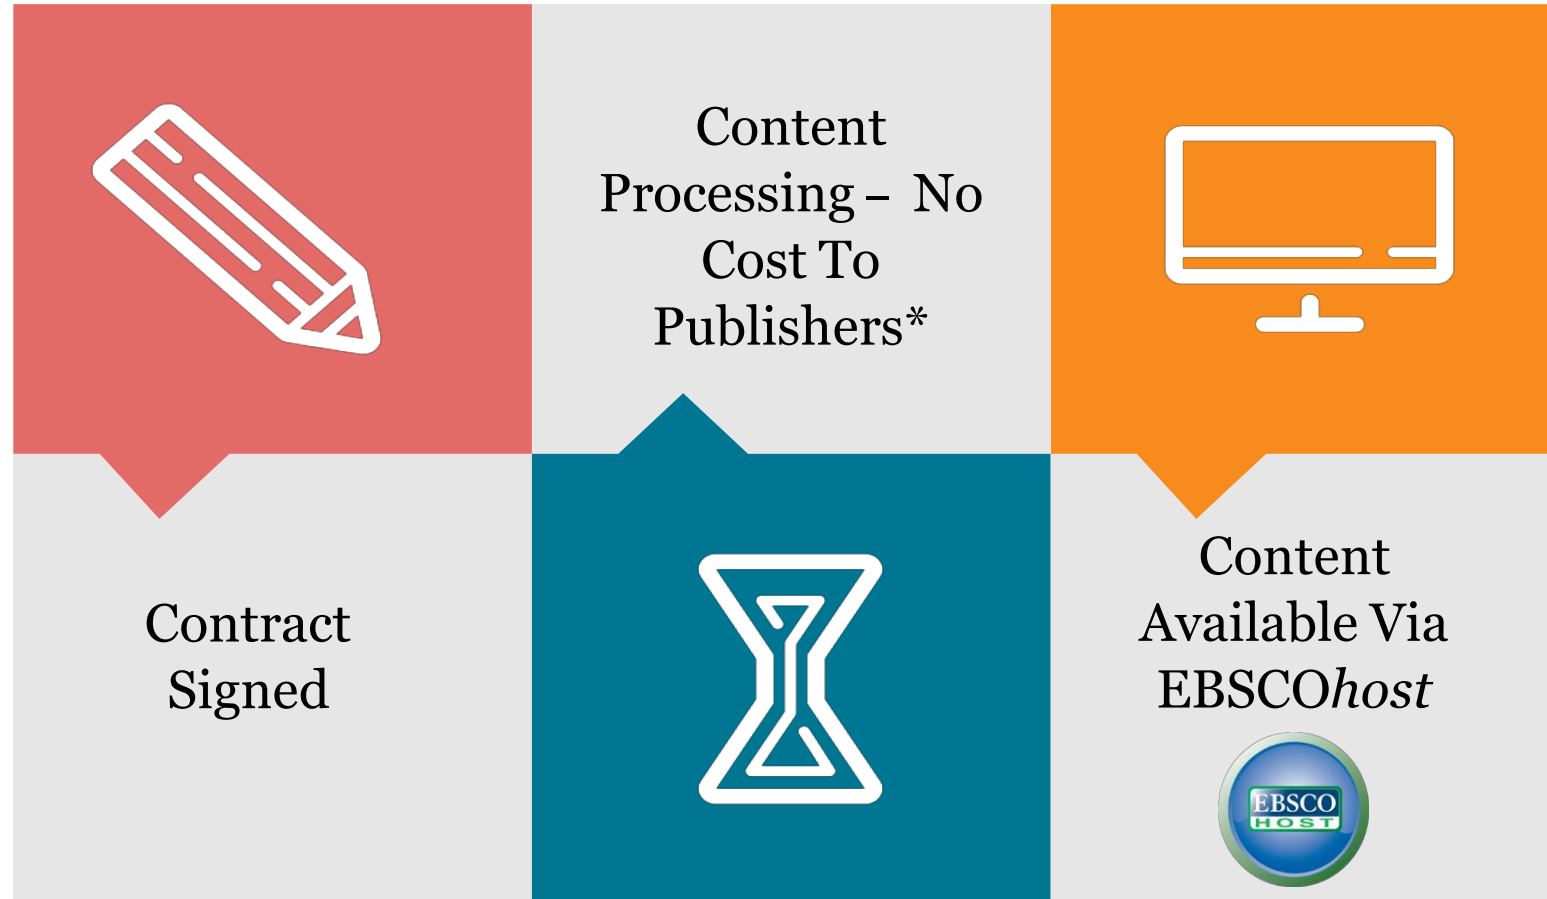 Content
Processing – No
Cost To
Publishers*
Contract
Signed
Content
Available Via
EBSCOhost
EBSCO
HOST